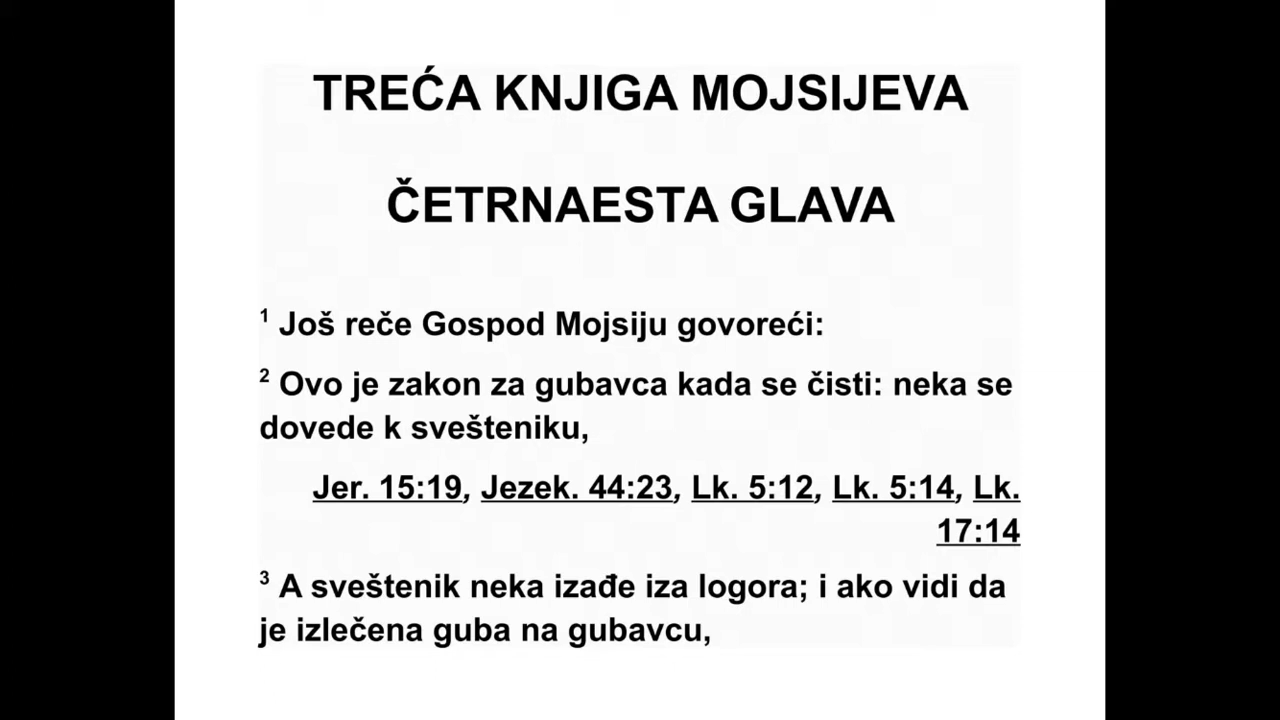 TREĆA KNJIGA MOJSIJEVA
ČETRNAESTA GLAVA
1 Još reče Gospod Mojsiju govoreći:
2 Ovo je zakon za gubavca kada se čisti: neka se
dovede k svešteniku,
Jer. 15:19, Jezek. 44:23, Lk. 5:12, Lk. 5:14, Lk.
17:14
3 A sveštenik neka izađe iza logora; i ako vidi da
je izlečena guba na gubavcu,